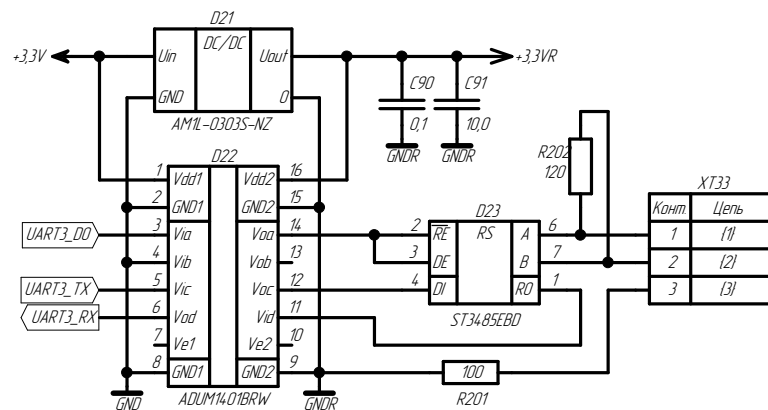 D21
+3,3V
Uin
DC/DC
Uout
+3,3VR
GND
0
C90
C91
0,1
10,0
AM1L-0303S-NZ
GNDR
GNDR
D22
R202
120
XT33
1
Vdd1
Vdd2
16
2
GND1
GND2
15
D23
Конт.
Цепь
UART3_D0
3
Via
Voa
14
2
RE
RS
A
6
1
{1}
4
Vib
Vob
13
3
DE
B
7
2
{2}
UART3_TX
5
Vic
Voc
12
4
DI
RO
1
3
{3}
UART3_RX
6
Vod
Vid
11
ST3485EBD
7
Ve1
Ve2
10
8
GND1
GND2
9
100
GND
ADUM1401BRW
GNDR
R201